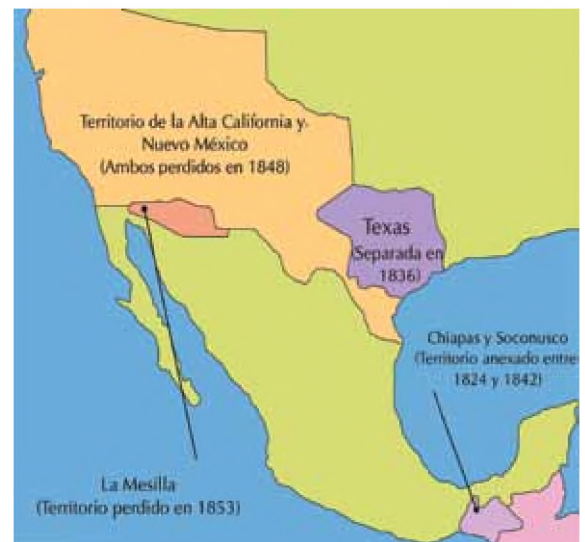 Territorio de la Alta California y
Nuevo México
(Ambos perdidos en 1848)
Texas
(Separada en
1836)
Chiapas y Soconusco
(Territorio anexado entre
1824 y 1842)
La Mesilla
(Territorio perdido en 1853)